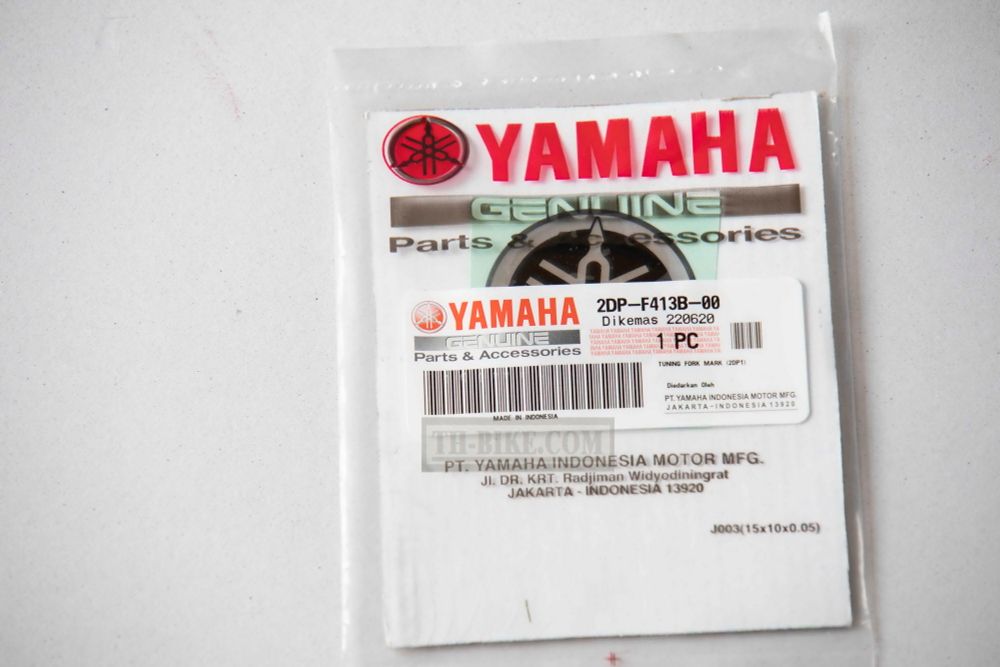 YAMAHA
GENUINE
Parts & Accessories
YAMAHA
GENUINE
Parts & Accessories
2DP-F413B-00
Dikemas 220620
1 PC
TUNING FORK MARK (2DP1)
Diedarkan Oleh
PT. YAMAHA INDONESIA MOTOR MFG.
JAKARTA-INDONESIA 13920
MADE IN INDONESIA
TH-BIKE.COM
PT. YAMAHA INDONESIA MOTOR MFG.
Jl. DR. KRT. Radjiman Widyodiningrat
JAKARTA - INDONESIA 13920
J003(15x10x0.05)